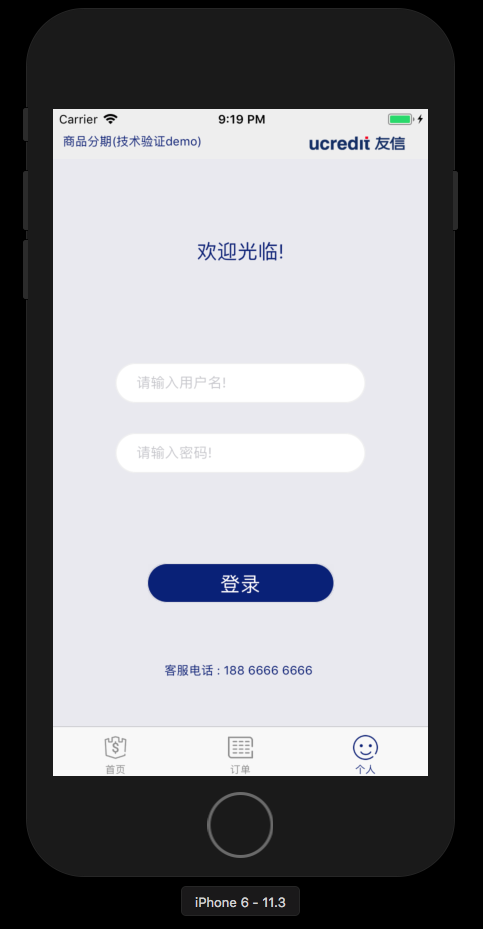 Carrier 9:19 PM
商品分期(技术验证demo) ucredit 友信
欢迎光临!
请输入用户名!
请输入密码!
登录
客服电话 : 188 6666 6666
首页 订单 个人
iPhone 6 - 11.3